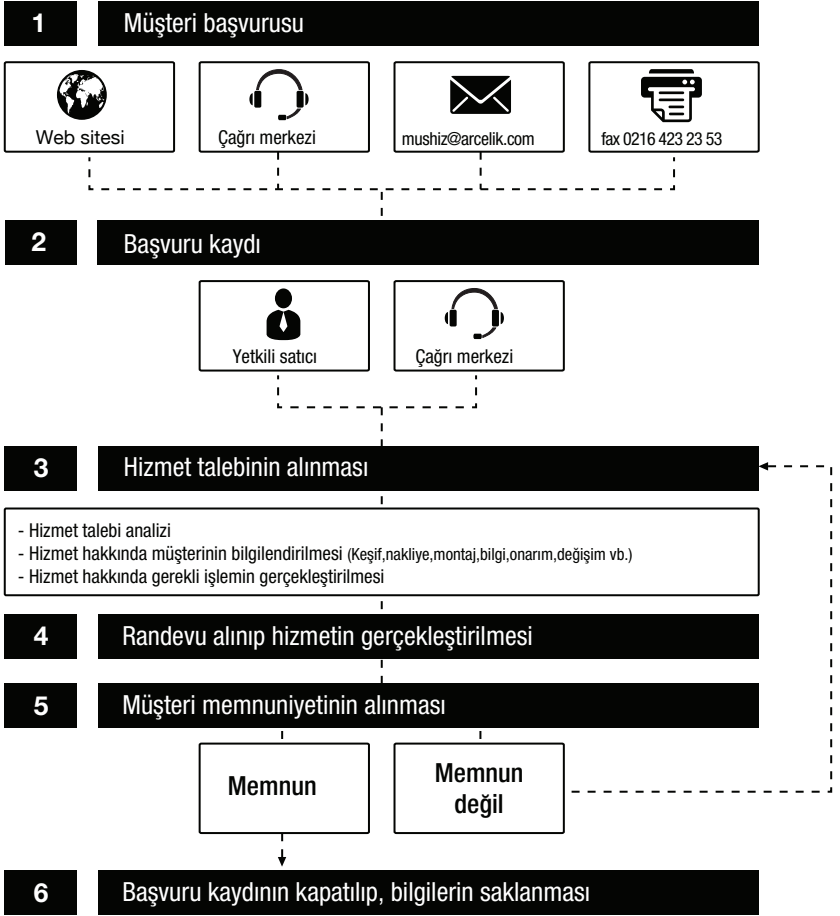 1 Müşteri başvurusu
Web sitesi
Çağrı merkezi
mushiz@arcelik.com
fax 0216 423 23 53
2 Başvuru kaydı
Yetkili satıcı
Çağrı merkezi
3 Hizmet talebinin alınması
- Hizmet talebi analizi
- Hizmet hakkında müşterinin bilgilendirilmesi (Keşif,nakliye,montaj,bilgi,onarım,değişim vb.)
- Hizmet hakkında gerekli işlemin gerçekleştirilmesi
4 Randevu alınıp hizmetin gerçekleştirilmesi
5 Müşteri memnuniyetinin alınması
Memnun
Memnun
değil
6 Başvuru kaydının kapatılıp, bilgilerin saklanması